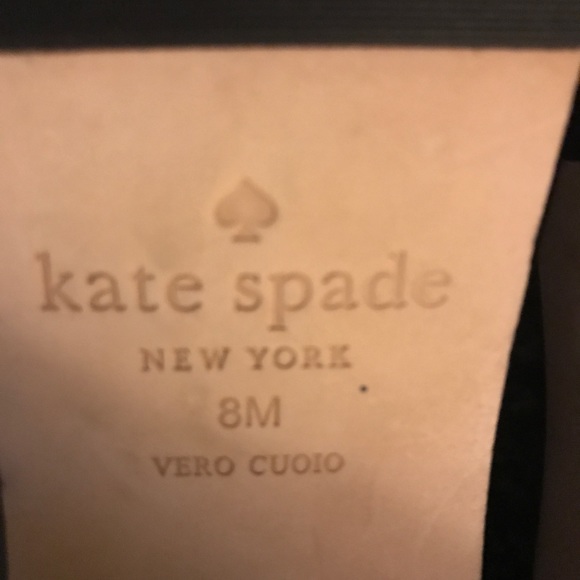 kate spade
NEW YORK
8M
VERO CUOIO